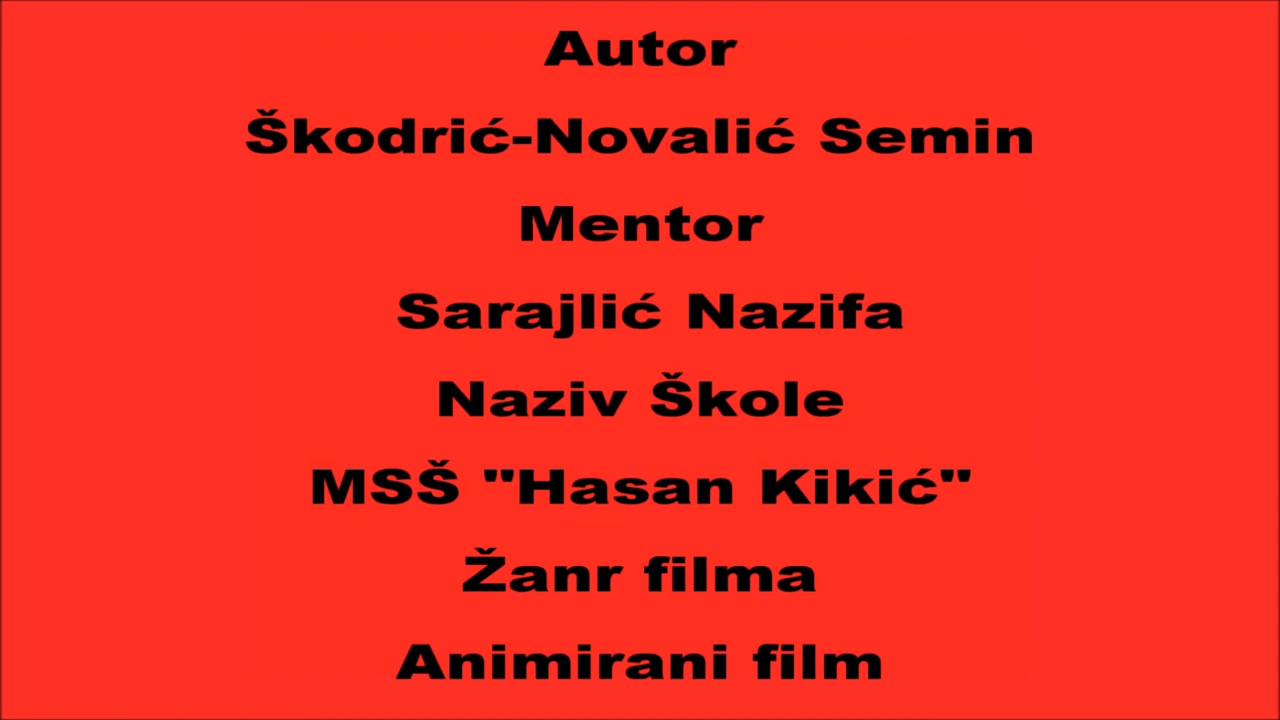 Autor
Škodrić-Novalić Semin
Mentor
Sarajlić Nazifa
Naziv Škole
MSŠ "Hasan Kikić"
Žanr filma
Animirani film